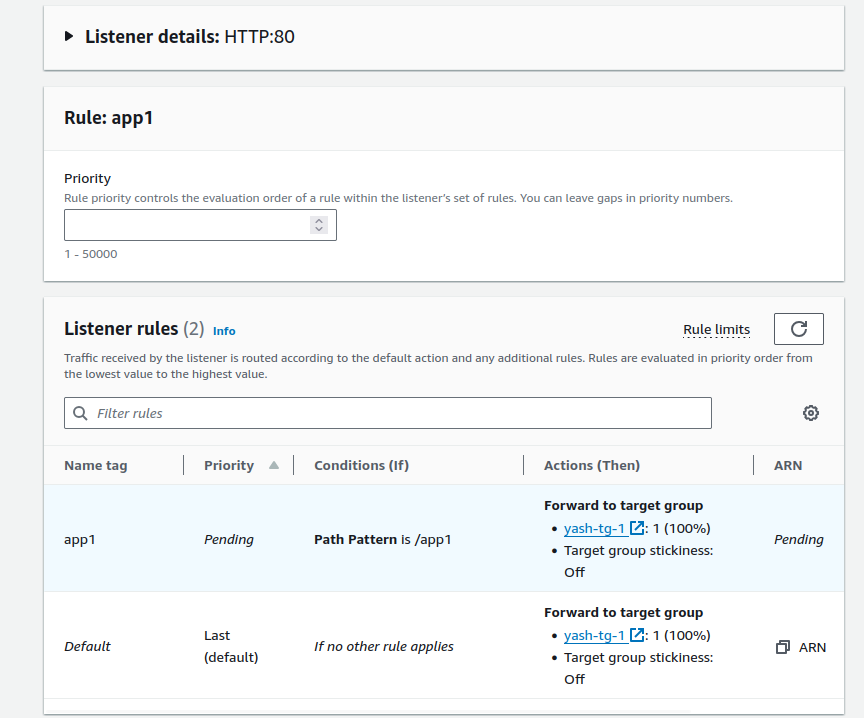 Listener details: HTTP:80
Rule: app1
Priority
Rule priority controls the evaluation order of a rule within the listener's set of rules. You can leave gaps in priority numbers.
1 - 50000
Listener rules (2) Info
Rule limits
Traffic received by the listener is routed according to the default action and any additional rules. Rules are evaluated in priority order from
the lowest value to the highest value.
Filter rules
Name tag
Priority
Conditions (If)
Actions (Then)
ARN
app1
Pending
Path Pattern is /app1
Forward to target group
• yash-tg-1: 1 (100%)
• Target group stickiness:
Off
Pending
Default
Last
(default)
If no other rule applies
Forward to target group
• yash-tg-1: 1 (100%)
• Target group stickiness:
Off
ARN